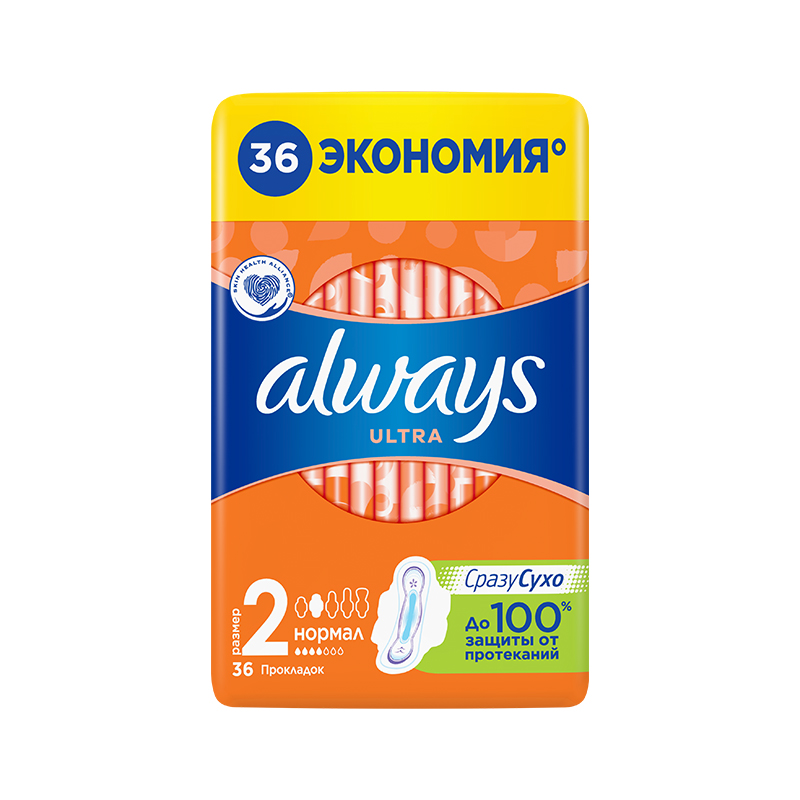 36 ЭКОНОМИЯ°
SKIN HEALTH ALLIANCE®
always
ULTRA
размер
2
нормал
36 Прокладок
СразуСухо
До 100%
защиты от
протеканий